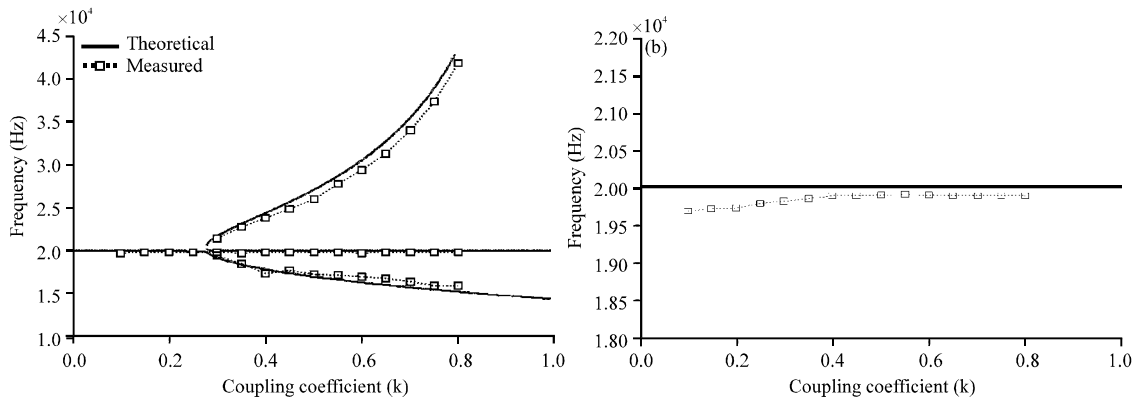 ×10⁴
4.5
4.0
3.5
3.0
2.5
2.0
1.5
1.0
Frequency (Hz)
Theoretical
Measured
0.0 0.2 0.4 0.6 0.8 1.0
Coupling coefficient (k)
×10⁴
(b)
2.20
2.15
2.10
2.05
2.00
1.95
1.90
1.85
1.80
Frequency (Hz)
0.0 0.2 0.4 0.6 0.8 1.0
Coupling coefficient (k)